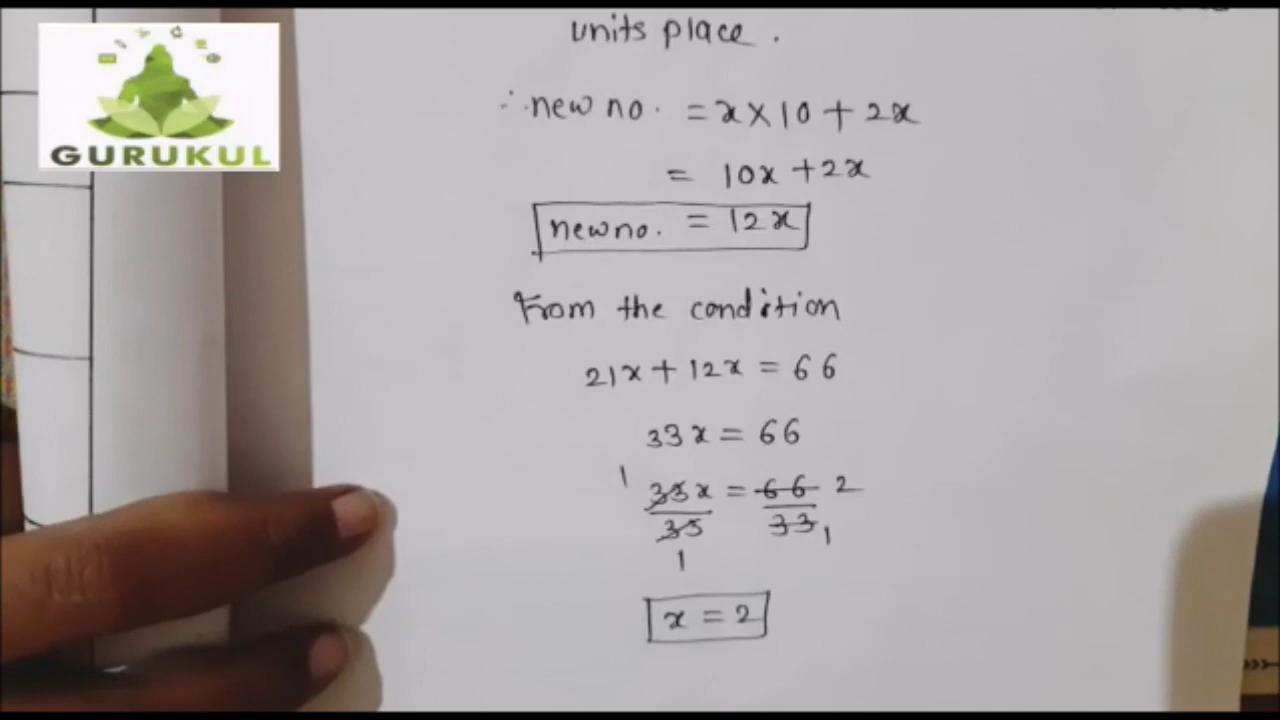 GURUKUL
units place.
∴ new no. = x × 10 + 2x
= 10x + 2x
new no. = 12x
From the condition
21x + 12x = 66
33x = 66
1 33x/33 = 66/33 2
1 1
x = 2